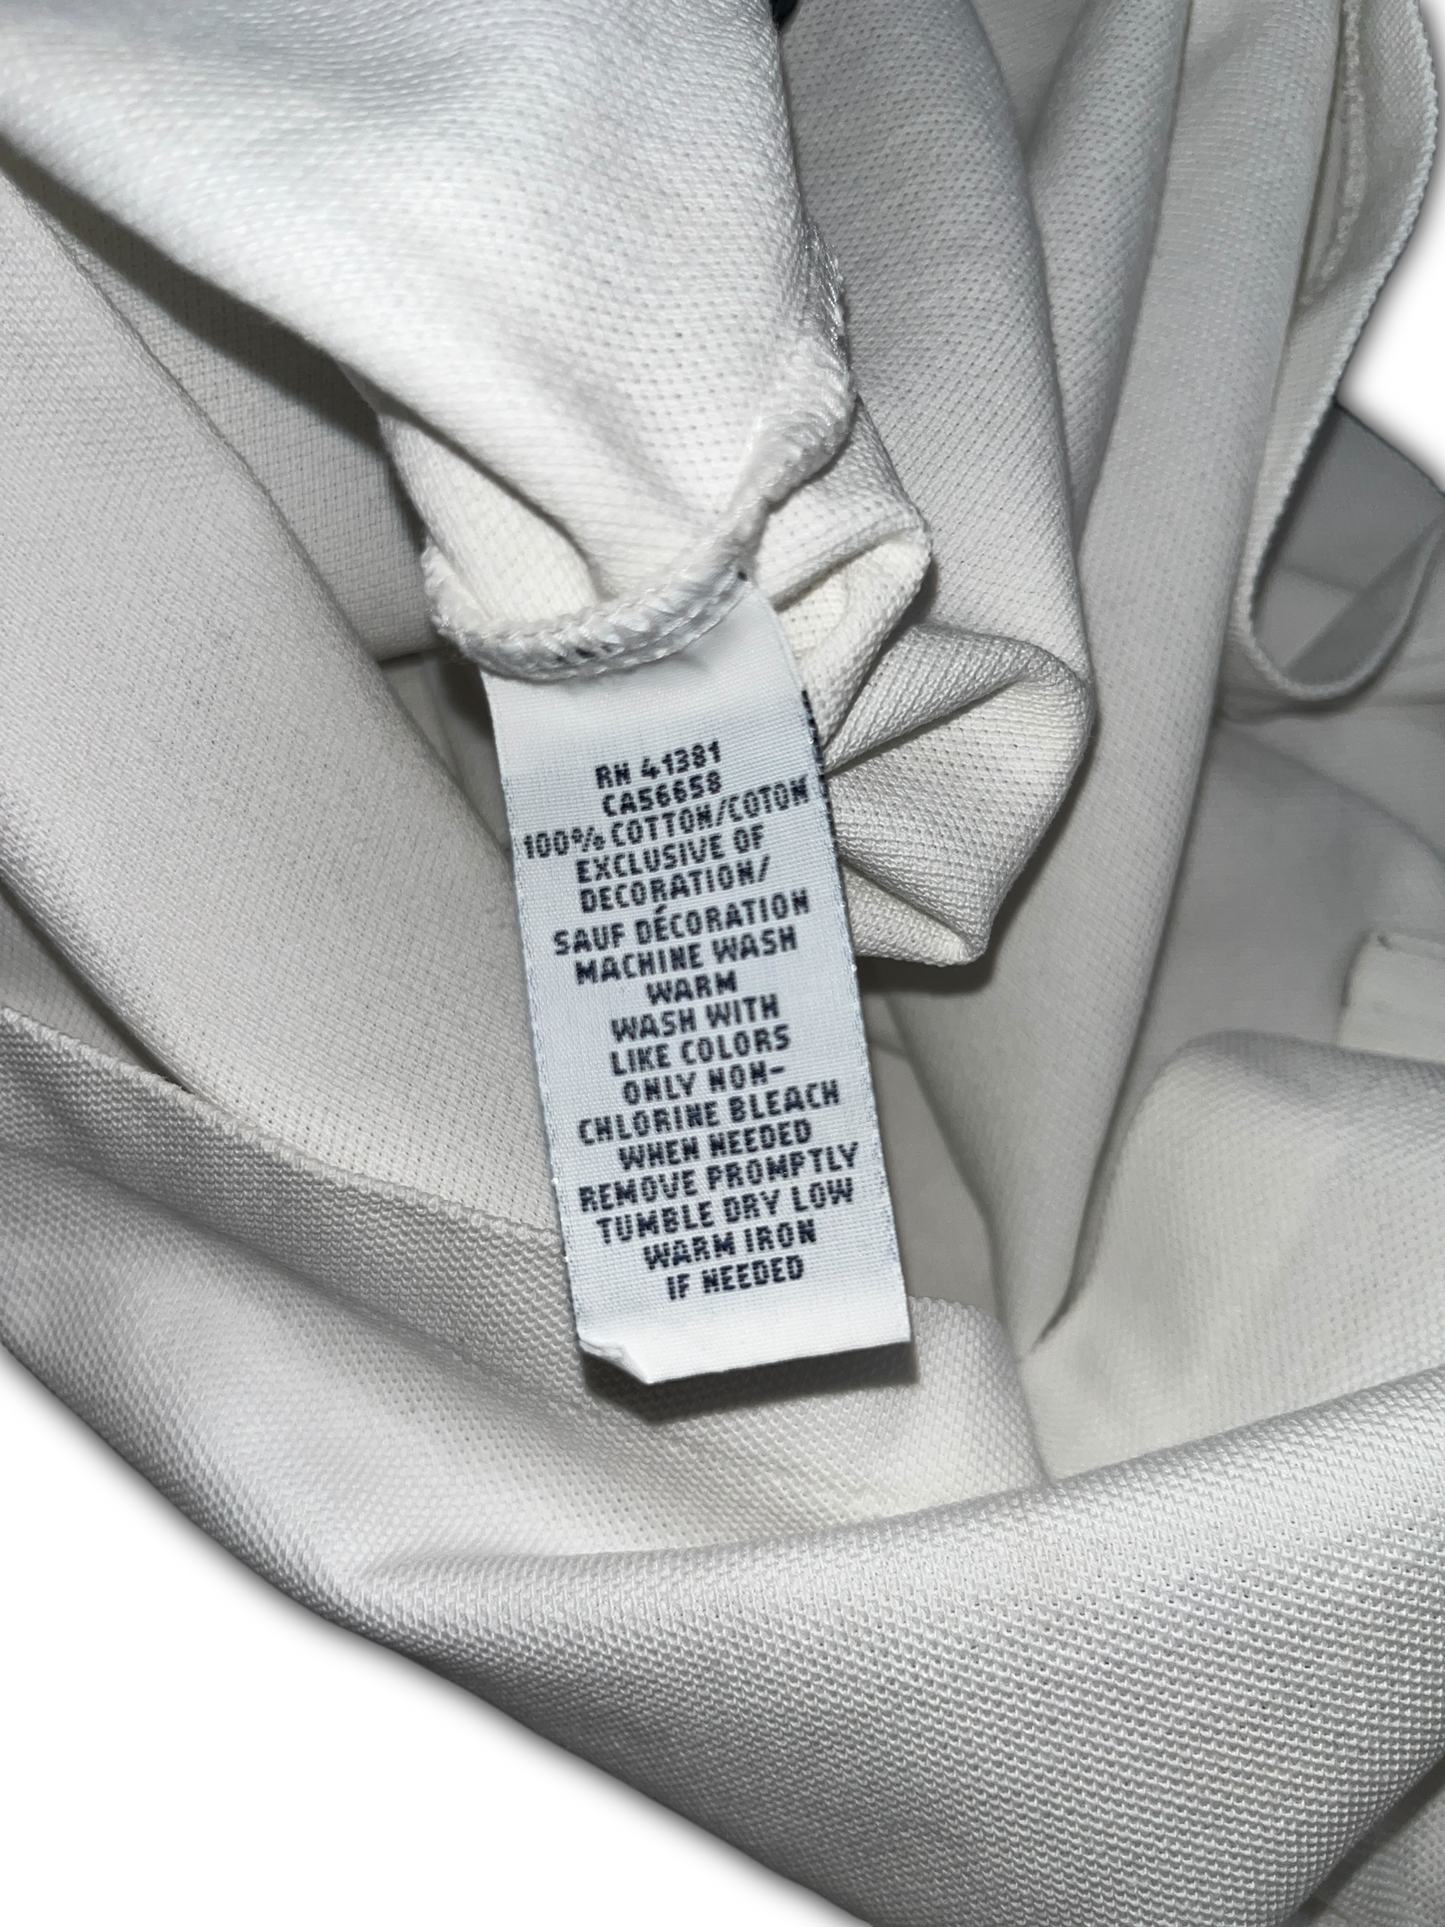 RN 41381
CA56658
100% COTTON/COTON
EXCLUSIVE OF
DECORATION/
SAUF DÉCORATION
MACHINE WASH
WARM
WASH WITH
LIKE COLORS
ONLY NON-
CHLORINE BLEACH
WHEN NEEDED
REMOVE PROMPTLY
TUMBLE DRY LOW
WARM IRON
IF NEEDED